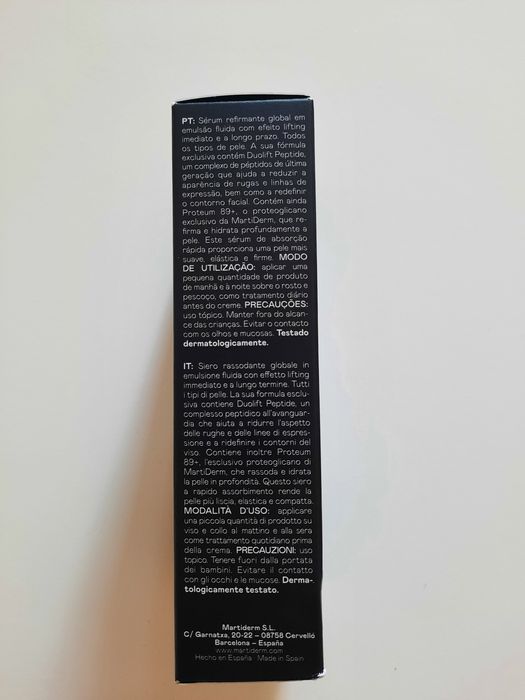 PT: Sérum refirmante global em
emulsão fluida com efeito lifting
imediato e a longo prazo. Todos
os tipos de pele. A sua fórmula
exclusiva contém Duolift Peptide,
um complexo de péptidos de última
geração que ajuda a reduzir a
aparência de rugas e linhas de
expressão, bem como a redefinir
o contorno facial. Contém ainda
Proteum 89+, o proteoglicano
exclusivo da MartiDerm, que re-
firma e hidrata profundamente a
pele. Este sérum de absorção
rápida proporciona uma pele mais
suave, elástica e firme. MODO
DE UTILIZAÇÃO: aplicar uma
pequena quantidade de produto
de manhã e à noite sobre o rosto e
pescoço, como tratamento diário
antes do creme. PRECAUÇÕES:
uso tópico. Manter fora do alcan-
ce das crianças. Evitar o contacto
com os olhos e mucosas. Testado
dermatologicamente.
IT: Siero rassodante globale in
emulsione fluida con effetto lifting
immediato e a lungo termine. Tutti
i tipi di pelle. La sua formula esclu-
siva contiene Duolift Peptide, un
complesso peptidico all'avanguar-
dia che aiuta a ridurre l'aspetto
delle rughe e delle linee di espres-
sione e a ridefinire i contorni del
viso. Contiene inoltre Proteum
89+, l'esclusivo proteoglicano di
MartiDerm, che rassoda e idrata
la pelle in profondità. Questo siero
a rapido assorbimento rende la
pelle più liscia, elastica e compatta.
MODALITÀ D'USO: applicare
una piccola quantità di prodotto su
viso e collo al mattino e alla sera
come trattamento quotidiano prima
della crema. PRECAUZIONI: uso
topico. Tenere fuori dalla portata
dei bambini. Evitare il contatto
con gli occhi e le mucose. Derma-
tologicamente testato.
Martiderm S.L.
C/ Garnatxa, 20-22 – 08758 Cervelló
Barcelona – España
www.martiderm.com
Hecho en España Made in Spain